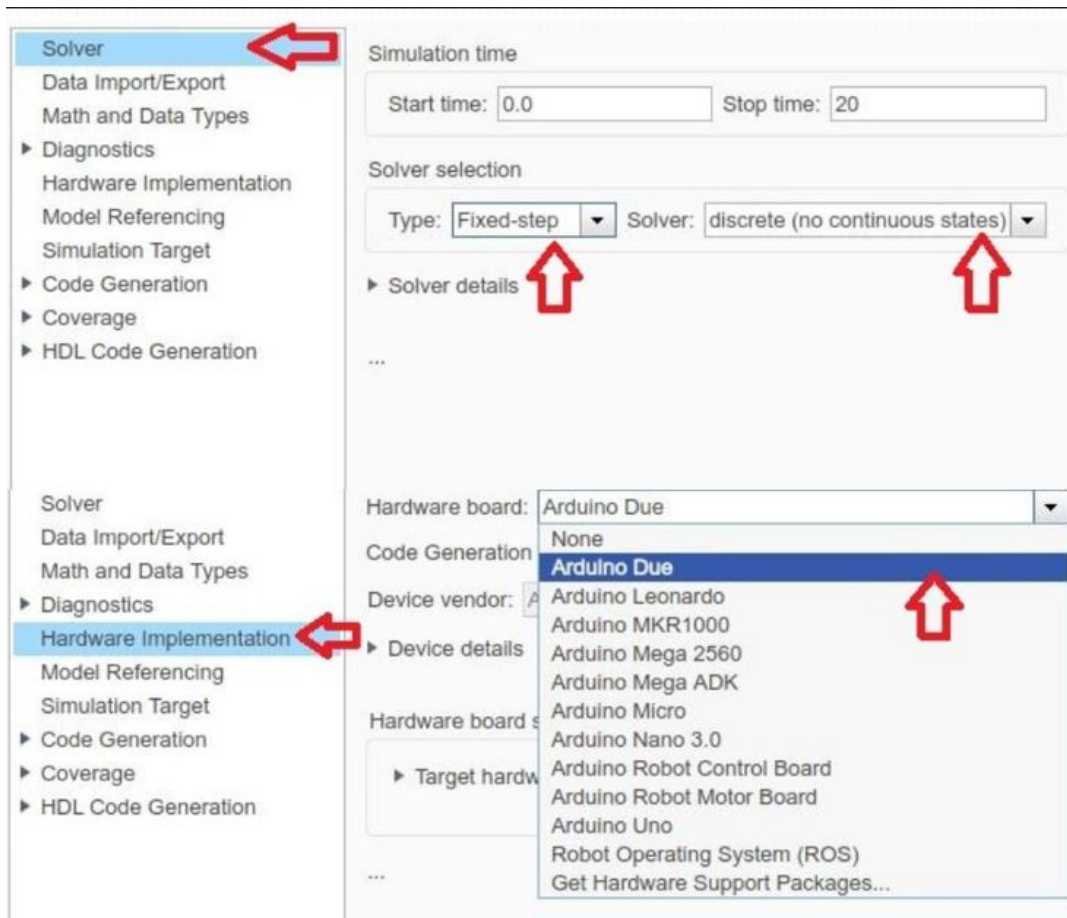 Solver
Data Import/Export
Math and Data Types
Diagnostics
Hardware Implementation
Model Referencing
Simulation Target
Code Generation
Coverage
HDL Code Generation
Simulation time
Start time: 0.0 Stop time: 20
Solver selection
Type: Fixed-step Solver: discrete (no continuous states)
Solver details
...
Solver
Data Import/Export
Math and Data Types
Diagnostics
Hardware Implementation
Model Referencing
Simulation Target
Code Generation
Coverage
HDL Code Generation
Hardware board: Arduino Due
Code Generation
Device vendor: A
Device details
Hardware board s
Target hardw
...
None
Arduino Due
Arduino Leonardo
Arduino MKR1000
Arduino Mega 2560
Arduino Mega ADK
Arduino Micro
Arduino Nano 3.0
Arduino Robot Control Board
Arduino Robot Motor Board
Arduino Uno
Robot Operating System (ROS)
Get Hardware Support Packages...